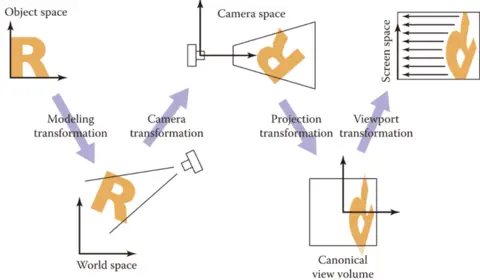 Object space
R
Camera space
R
Screen space
R
Modeling
transformation
Camera
transformation
Projection
transformation
Viewport
transformation
R
World space
R
Canonical
view volume